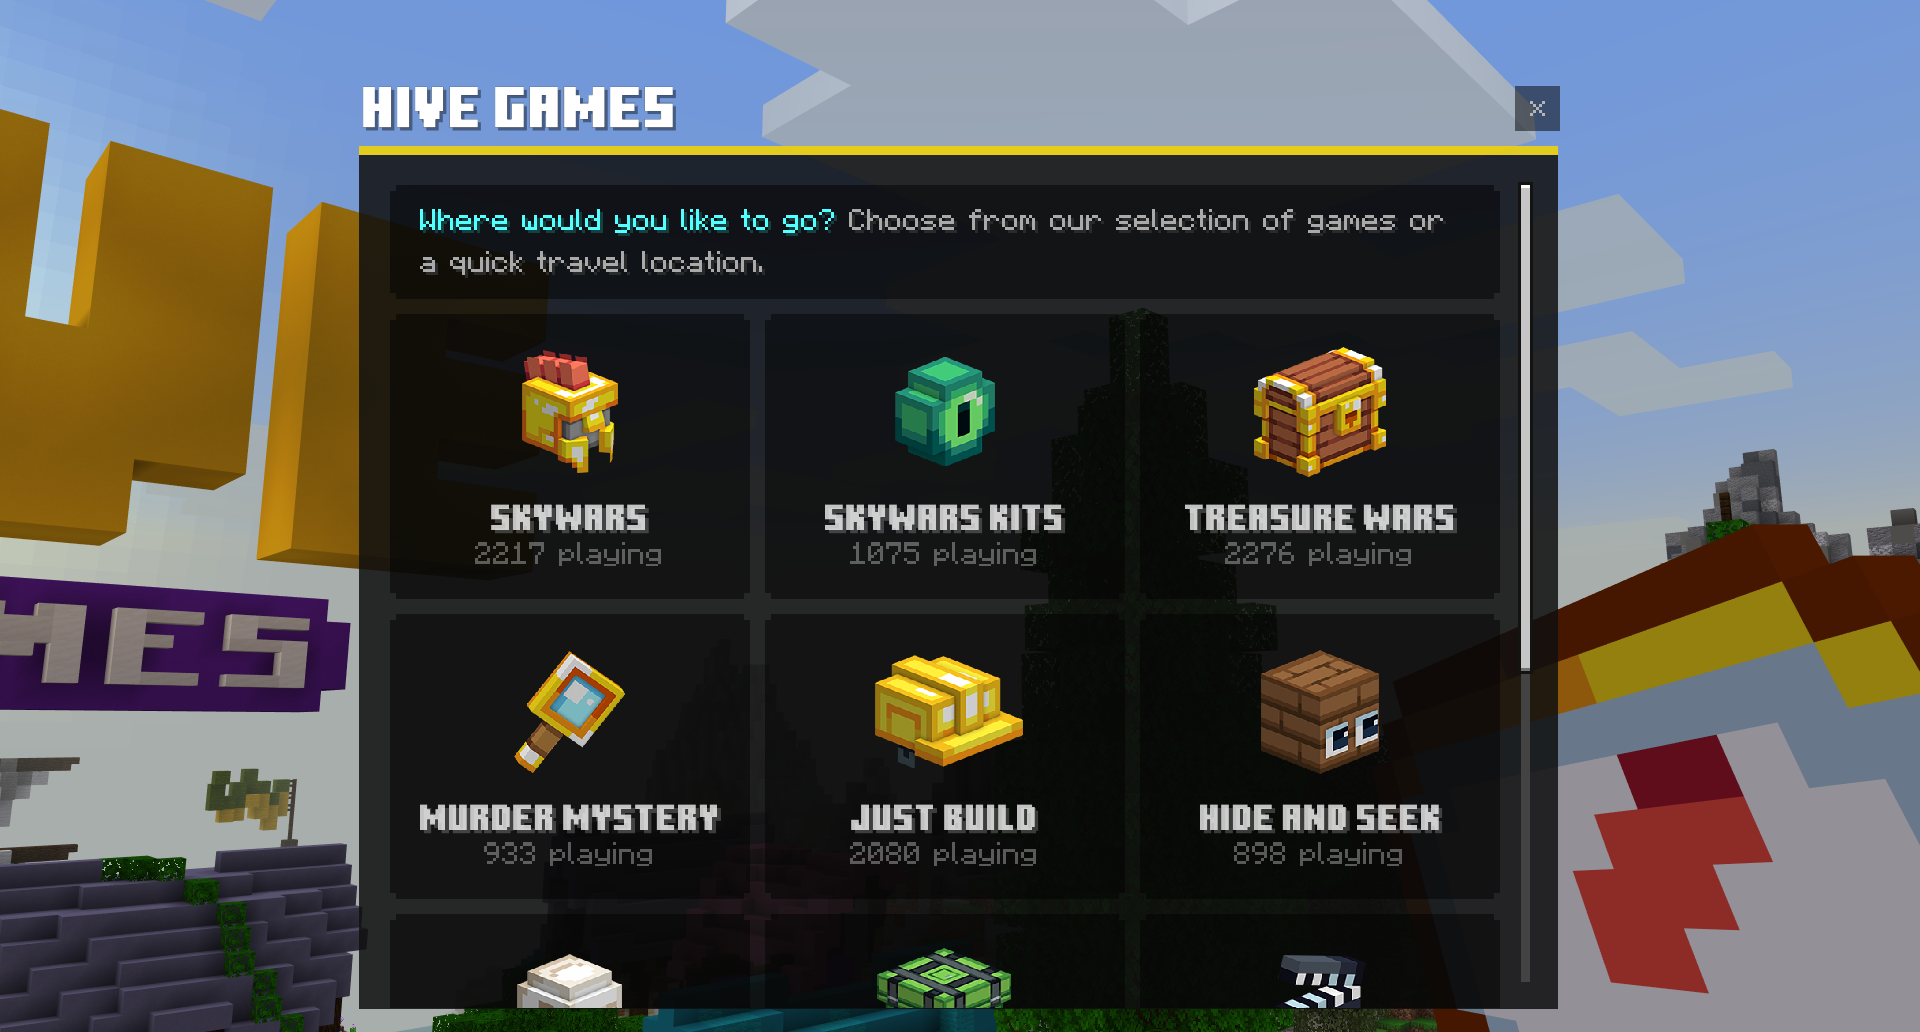 HIVE GAMES
Where would you like to go? Choose from our selection of games or
a quick travel location.
SKYWARS
2217 playing
SKYWARS KITS
1075 playing
TREASURE WARS
2276 playing
MURDER MYSTERY
933 playing
JUST BUILD
2080 playing
HIDE AND SEEK
898 playing
MES